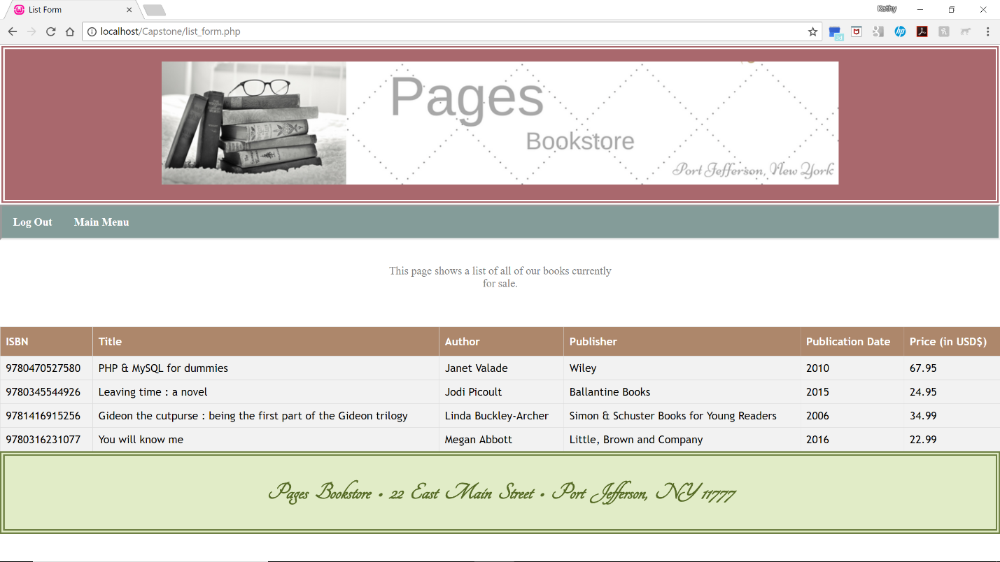 List Form
Kathy
localhost/Capstone/list_form.php
Pages
Bookstore
Port Jefferson, New York
Log Out Main Menu
This page shows a list of all of our books currently
for sale.
ISBN Title Author Publisher Publication Date Price (in USD$)
9780470527580 PHP & MySQL for dummies Janet Valade Wiley 2010 67.95
9780345544926 Leaving time : a novel Jodi Picoult Ballantine Books 2015 24.95
9781416915256 Gideon the cutpurse : being the first part of the Gideon trilogy Linda Buckley-Archer Simon & Schuster Books for Young Readers 2006 34.99
9780316231077 You will know me Megan Abbott Little, Brown and Company 2016 22.99
Pages Bookstore • 22 East Main Street • Port Jefferson, NY 11777